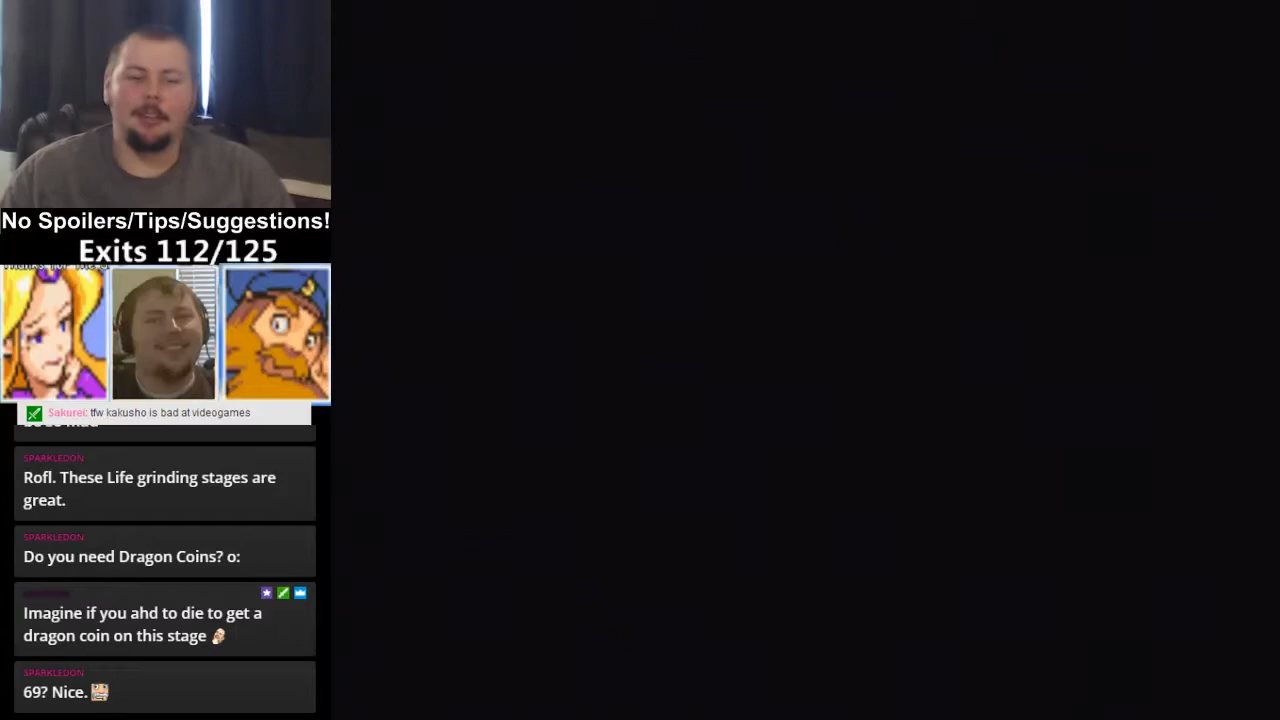 No Spoilers/Tips/Suggestions!
Exits 112/125
Sakurei: tfw kakusho is bad at videogames
SPARKLEDON
Rofl. These Life grinding stages are
great.
SPARKLEDON
Do you need Dragon Coins? o:
Imagine if you ahd to die to get a
dragon coin on this stage
SPARKLEDON
69? Nice.